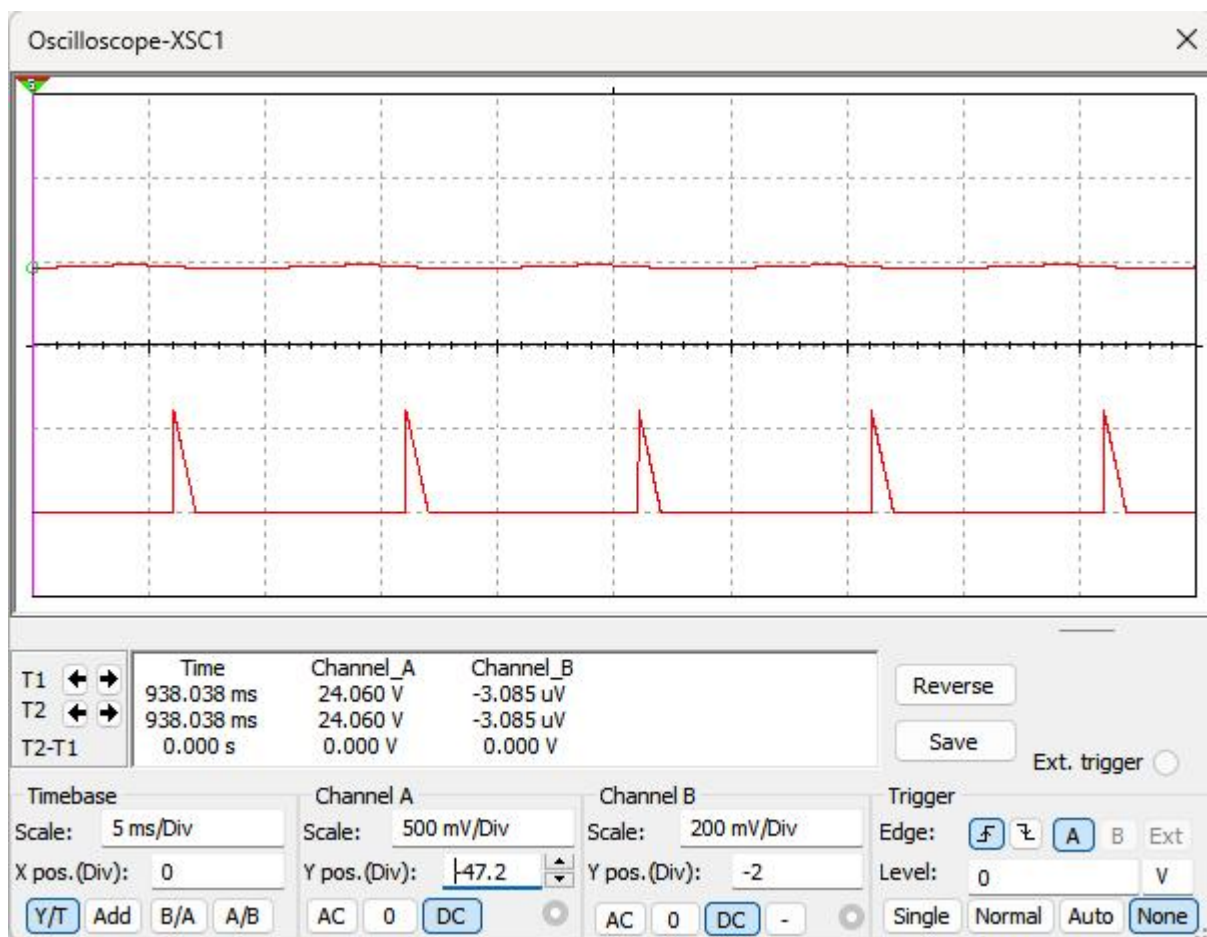 Oscilloscope-XSC1
Time Channel_A Channel_B
T1 938.038 ms 24.060 V -3.085 uV
T2 938.038 ms 24.060 V -3.085 uV
T2-T1 0.000 s 0.000 V 0.000 V
Reverse
Save
Ext. trigger
Timebase
Scale: 5 ms/Div
X pos.(Div): 0
Y/T Add B/A A/B
Channel A
Scale: 500 mV/Div
Y pos.(Div): -47.2
AC 0 DC
Channel B
Scale: 200 mV/Div
Y pos.(Div): -2
AC 0 DC -
Trigger
Edge: A B Ext
Level: 0 V
Single Normal Auto None